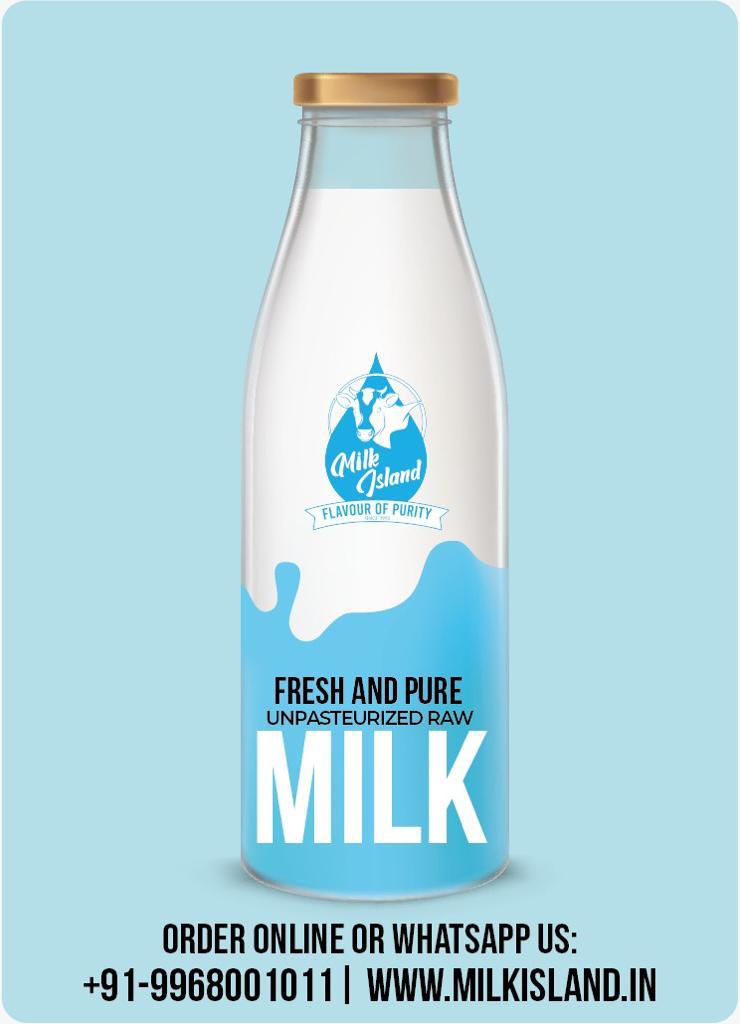 Milk
Island
FLAVOUR OF PURITY
FRESH AND PURE
UNPASTEURIZED RAW
MILK
ORDER ONLINE OR WHATSAPP US:
+91-9968001011 | WWW.MILKISLAND.IN